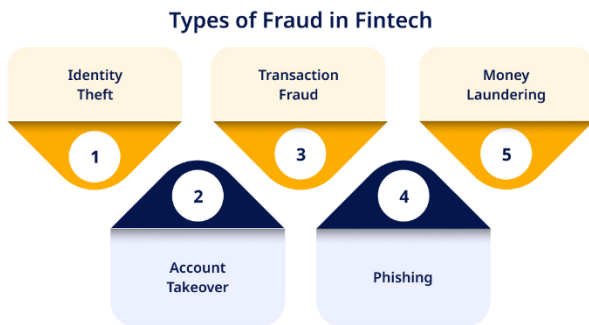 Types of Fraud in Fintech
Identity
Theft
1
2
Account
Takeover
Transaction
Fraud
3
4
Phishing
Money
Laundering
5